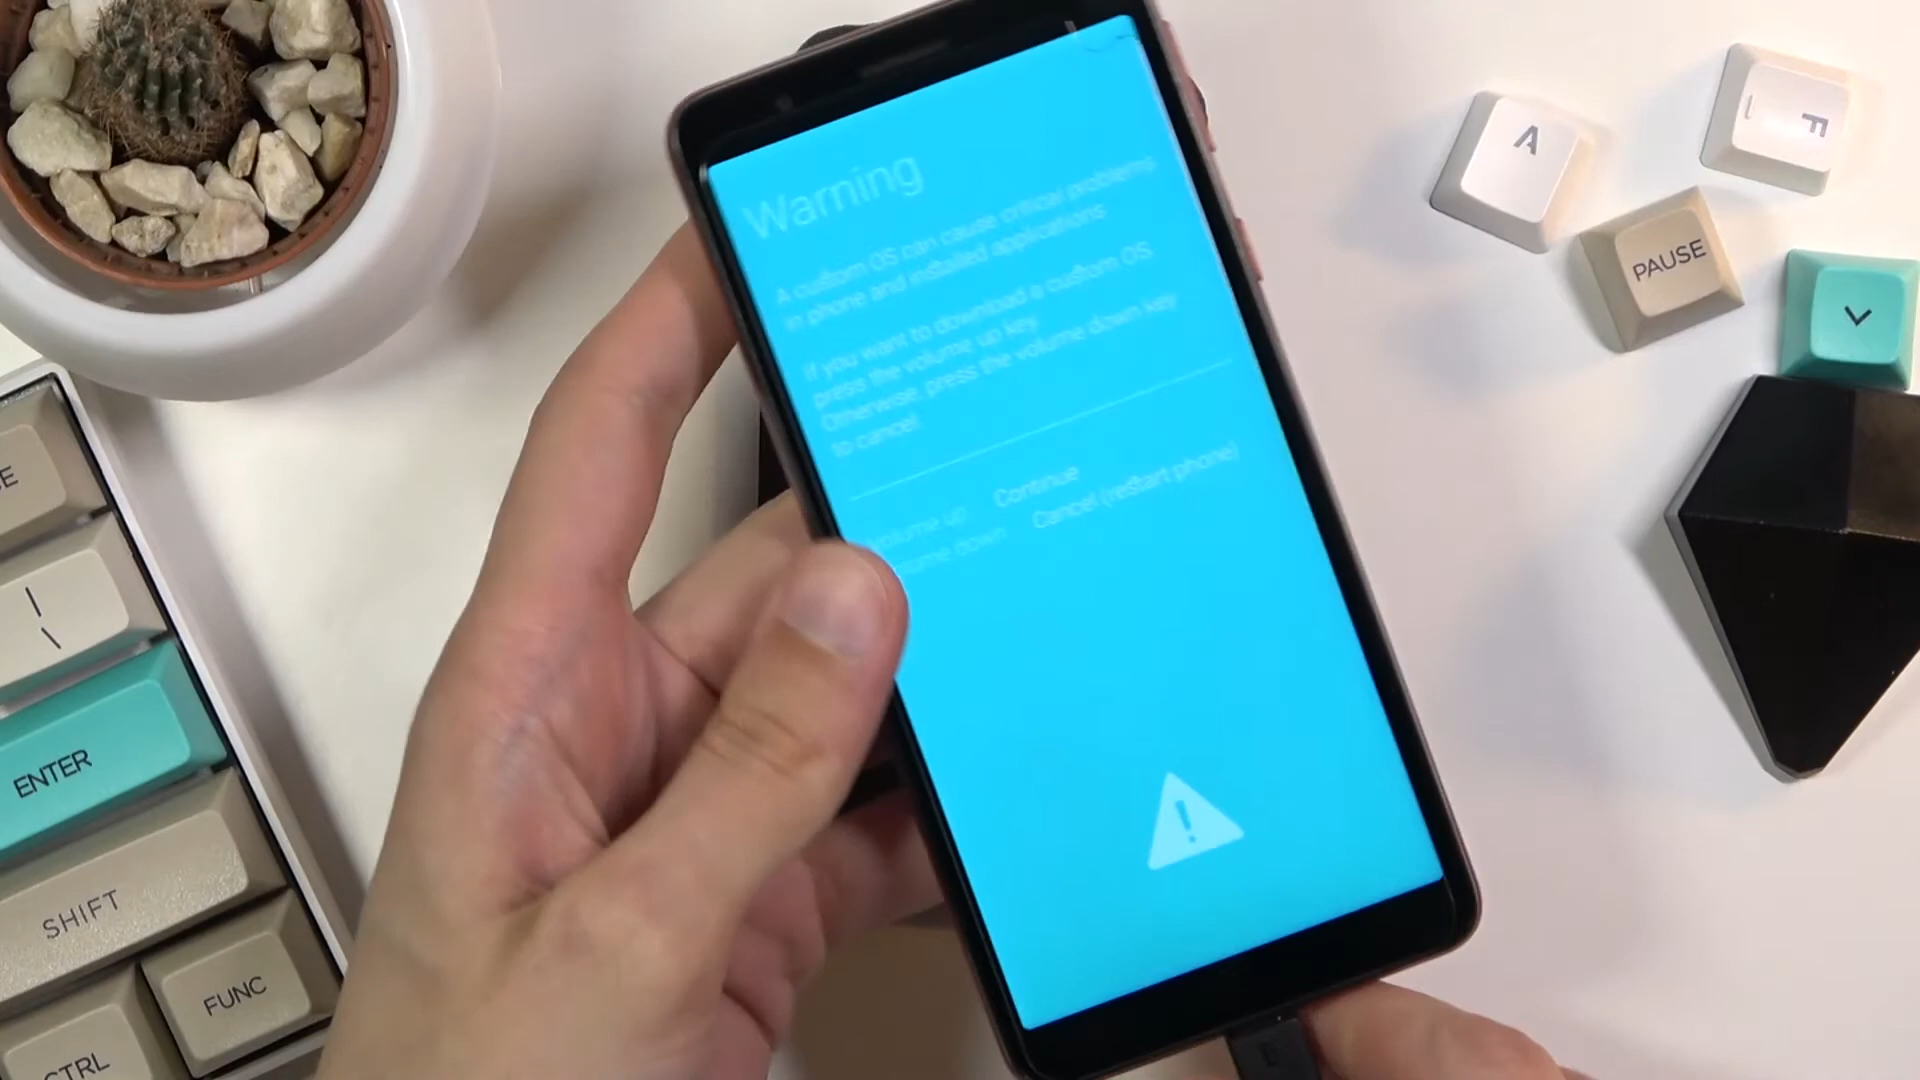 Warning
A custom OS can cause critical problems
in phone and installed applications
If you want to download a custom OS
press the volume up key
Otherwise, press the volume down key
to cancel
volume up Continue
down Cancel (restart phone)
A
F
PAUSE
ENTER
SHIFT
FUNC
CTRL